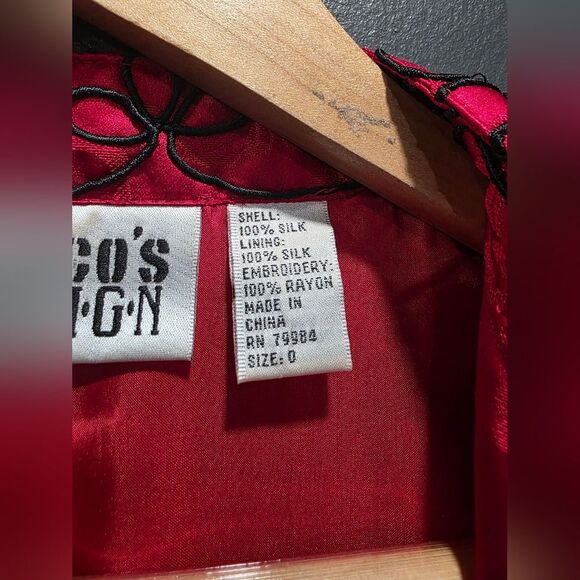 CO'S
I·G·N
SHELL:
100% SILK
LINING:
100% SILK
EMBROIDERY:
100% RAYON
MADE IN
CHINA
RN 79984
SIZE: 0